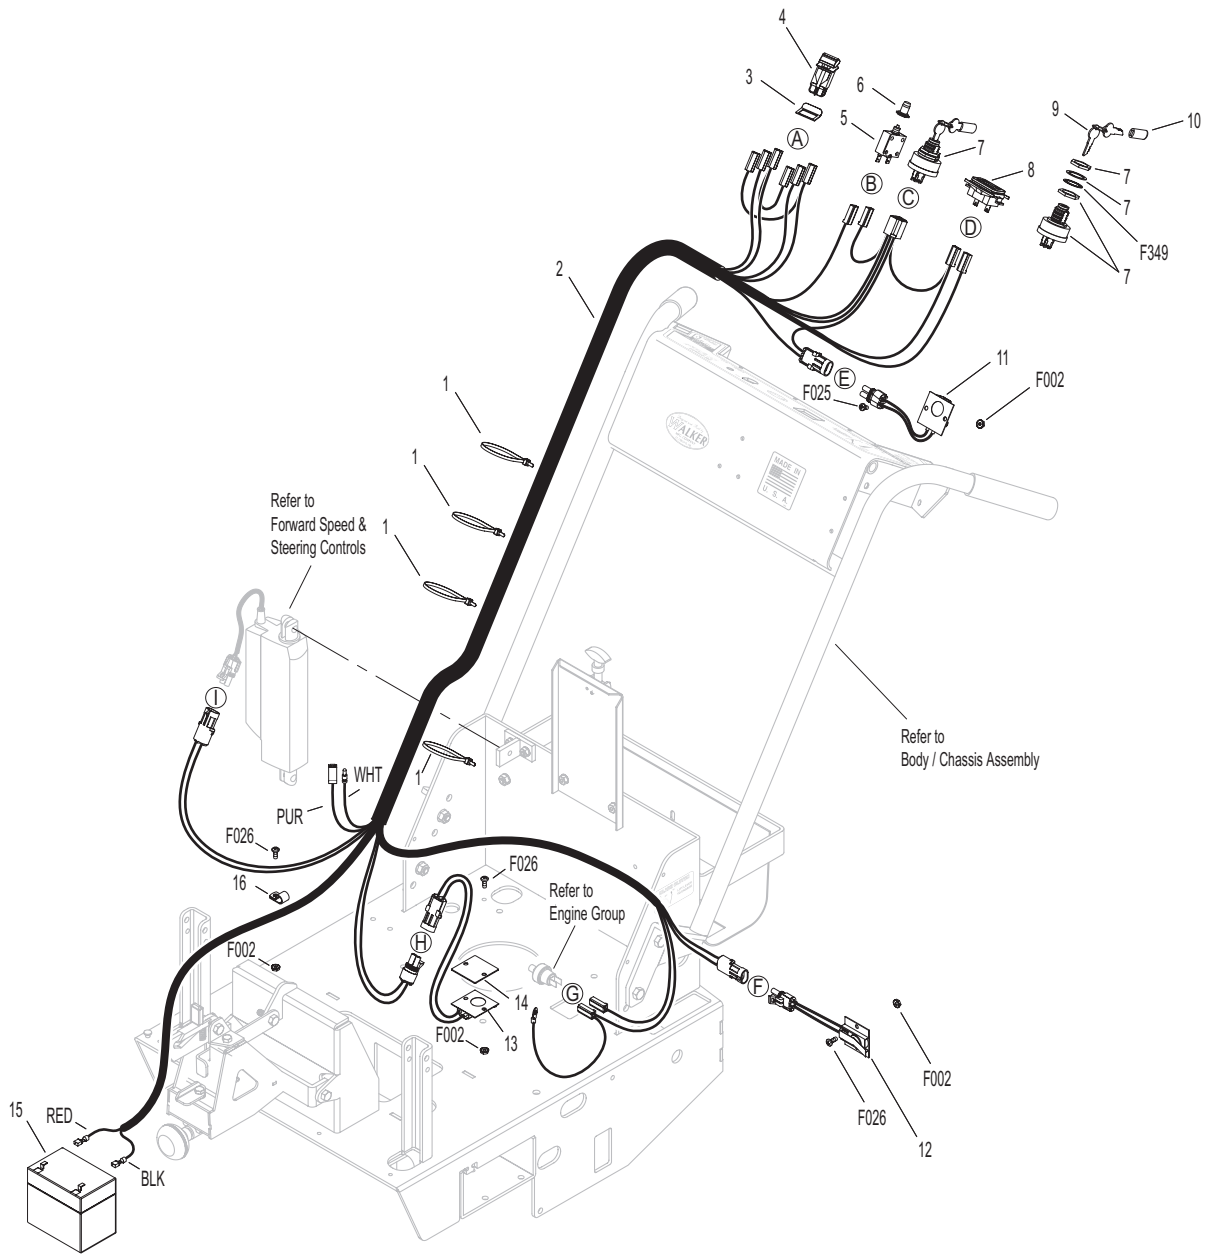 4
3
6
5
9
10
A
7
7
8
B
C
7
D
F349
2
7
E
11
F025
F002
1
WALKER
MADE IN
U. S. A.
1
Refer to
Forward Speed &
Steering Controls
1
I
Refer to
Body / Chassis Assembly
WHT
1
PUR
F026
F026
16
Refer to
Engine Group
H
F002
F
G
14
13
F002
F002
F026
12
15
RED
BLK